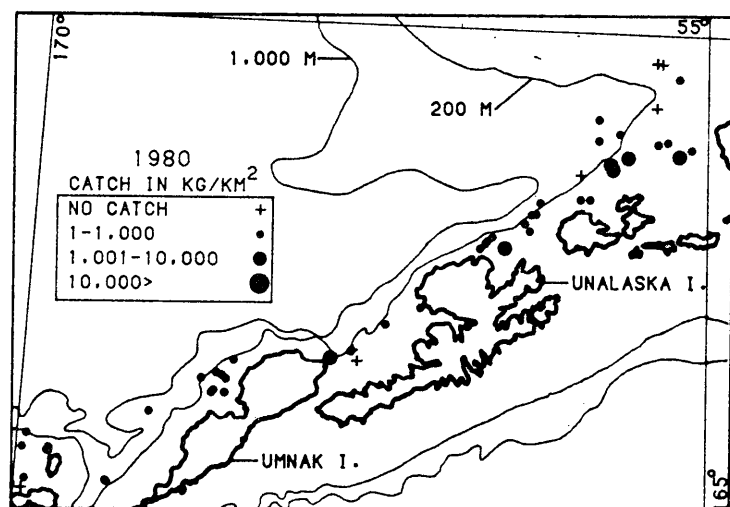 170°
55°
1.000 M
200 M
1980
CATCH IN KG/KM²
NO CATCH +
1-1.000
1.001-10.000
10.000>
UNALASKA I.
UMNAK I.
165°